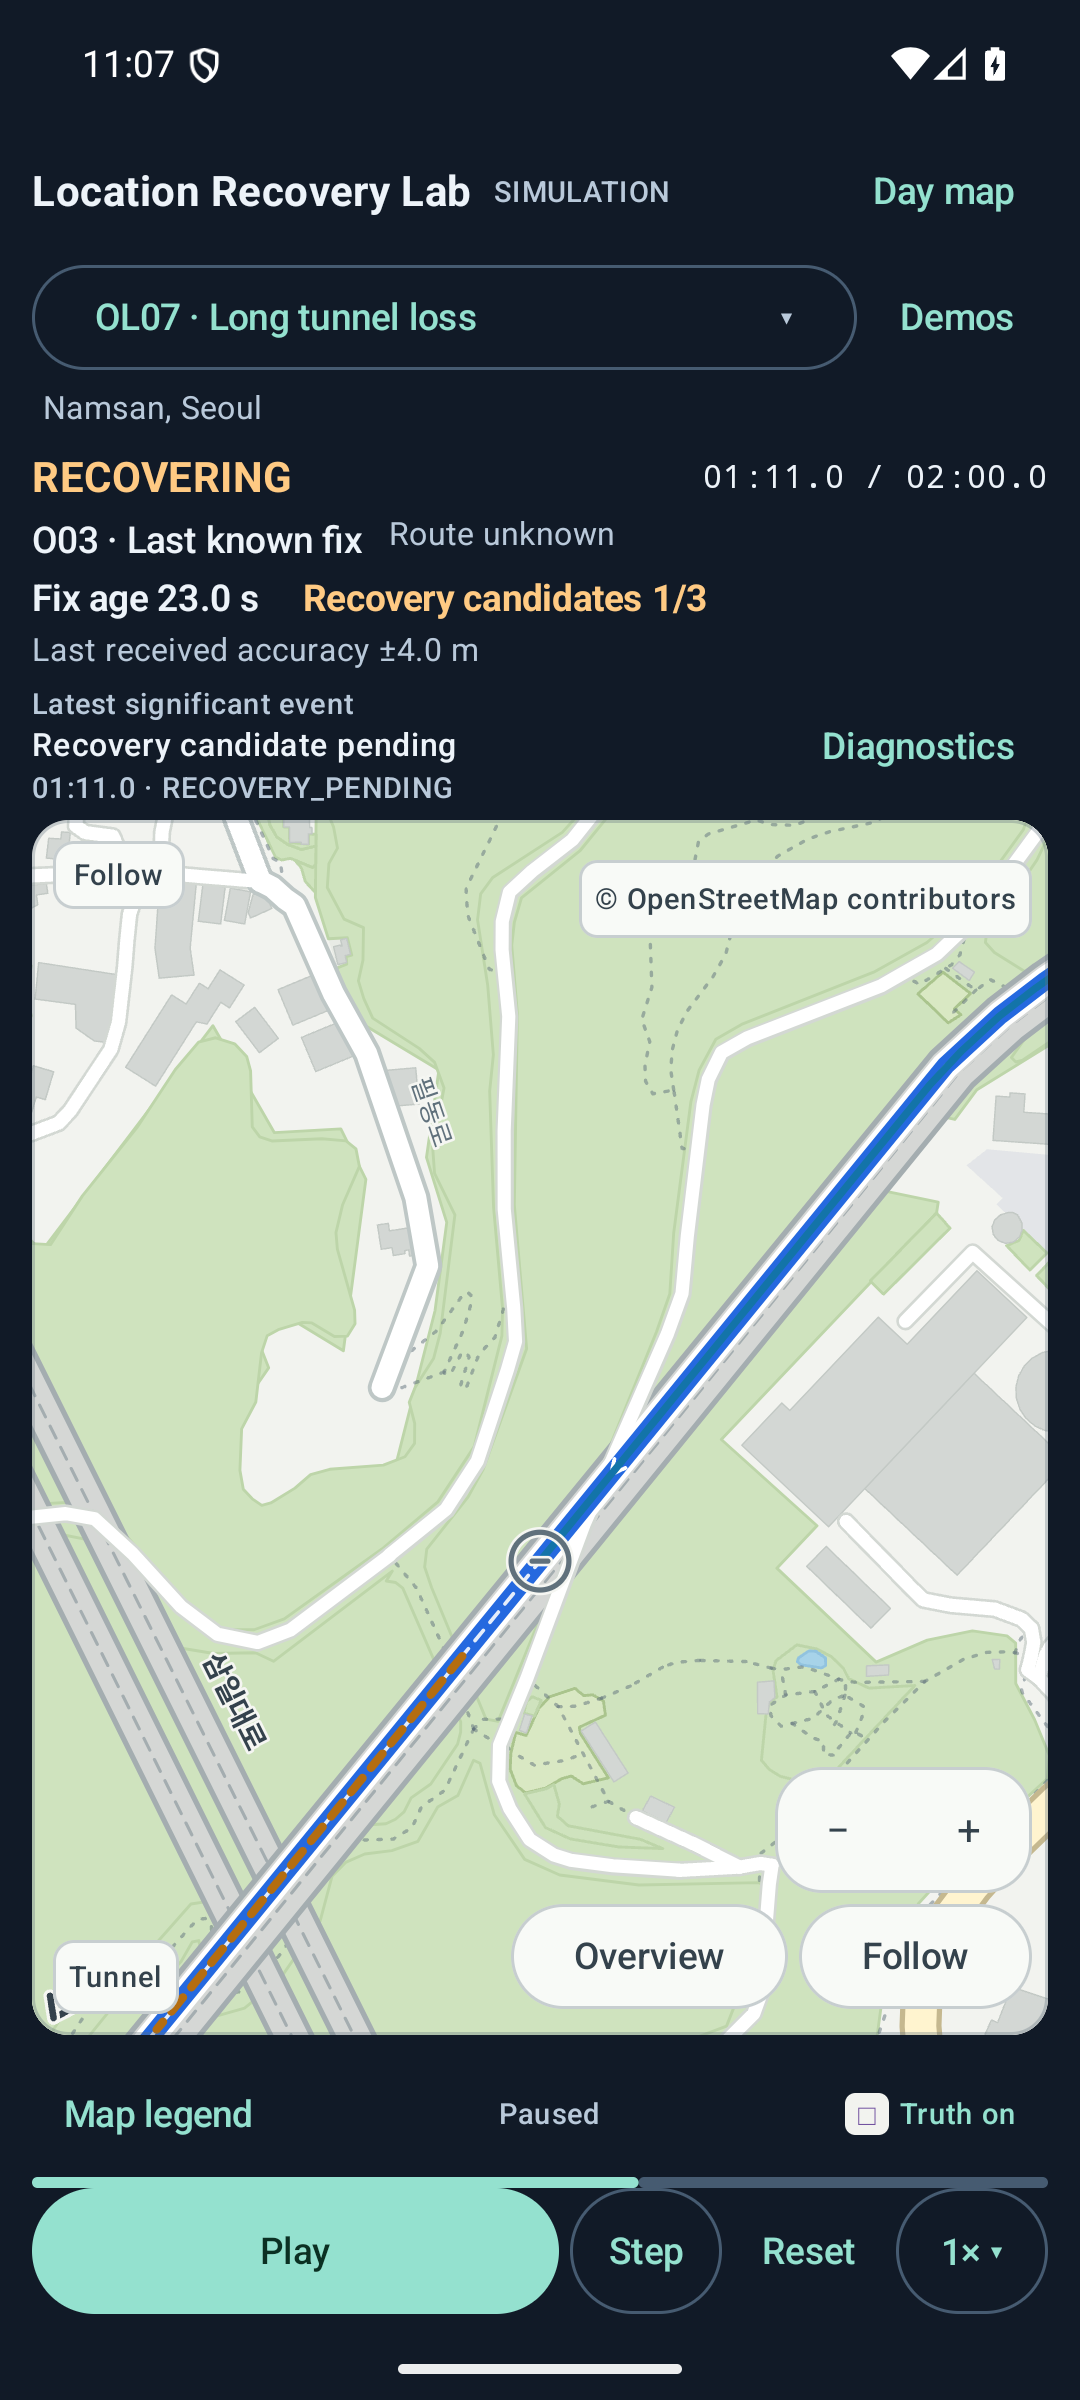 11:07
Location Recovery Lab SIMULATION Day map
OL07 · Long tunnel loss ▾ Demos
Namsan, Seoul
RECOVERING 01:11.0 / 02:00.0
O03 · Last known fix Route unknown
Fix age 23.0 s Recovery candidates 1/3
Last received accuracy ±4.0 m
Latest significant event
Recovery candidate pending Diagnostics
01:11.0 · RECOVERY_PENDING
Follow
© OpenStreetMap contributors
필동로
삼일대로
− +
Overview Follow
Tunnel
Map legend Paused Truth on
Play Step Reset 1× ▾